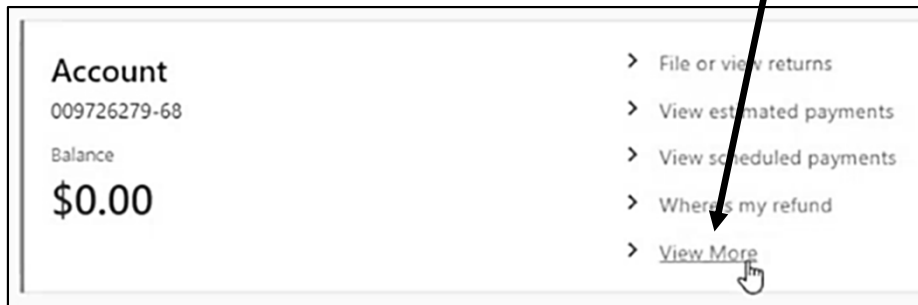 Account
009726279-68
Balance
$0.00
File or view returns
View estimated payments
View scheduled payments
Where's my refund
View More